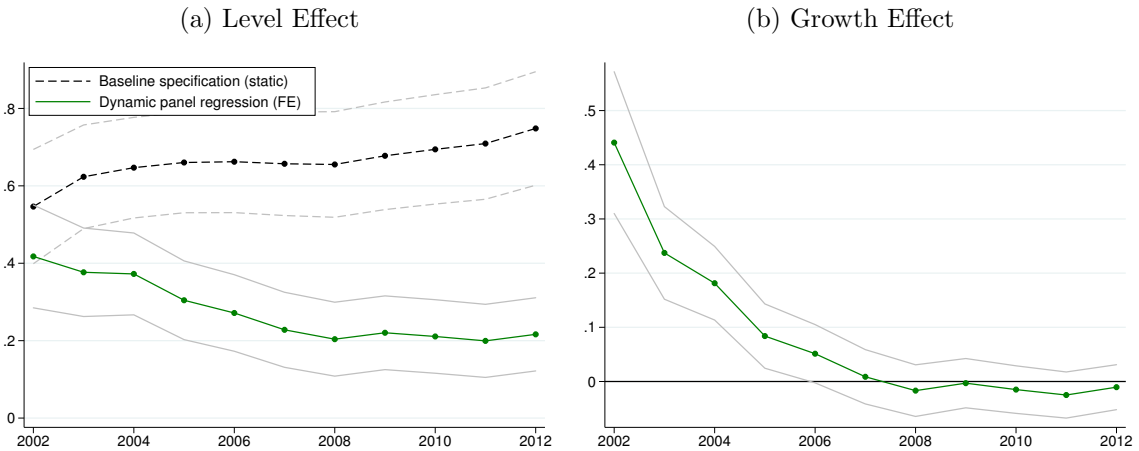 (a) Level Effect
Baseline specification (static)
Dynamic panel regression (FE)
.8
.6
.4
.2
0
2002 2004 2006 2008 2010 2012
(b) Growth Effect
.5
.4
.3
.2
.1
0
2002 2004 2006 2008 2010 2012